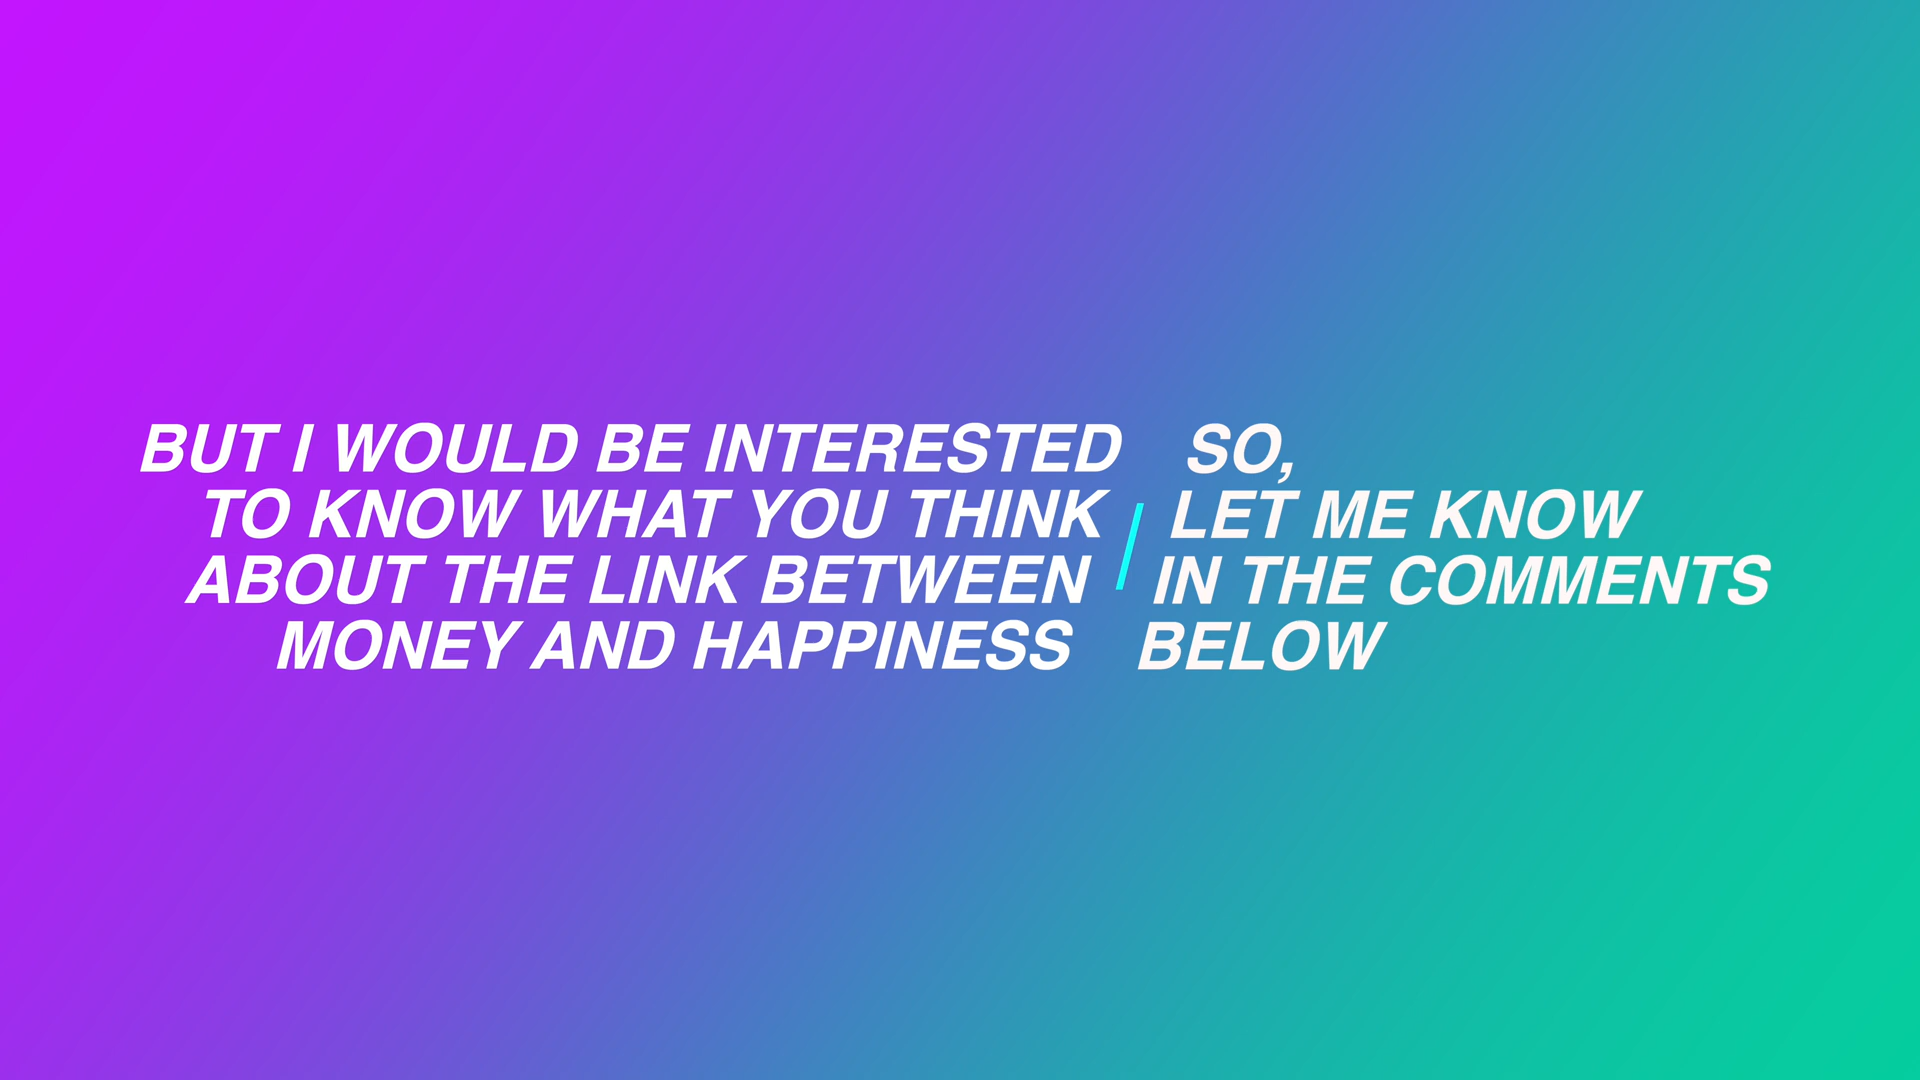 BUT I WOULD BE INTERESTED
TO KNOW WHAT YOU THINK
ABOUT THE LINK BETWEEN
MONEY AND HAPPINESS
/
SO,
LET ME KNOW
IN THE COMMENTS
BELOW